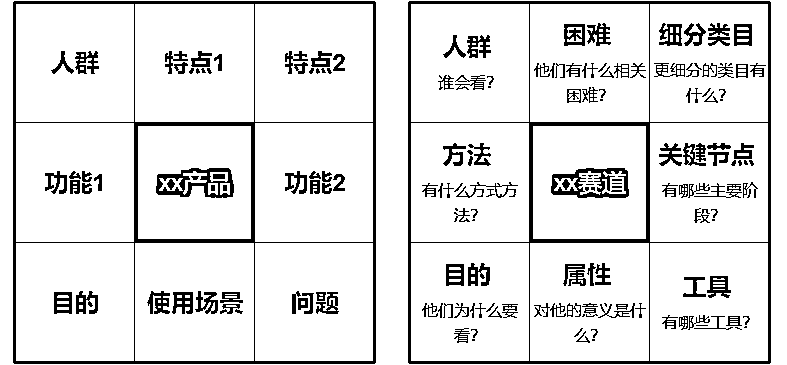 人群
特点1
特点2
功能1
xx产品
功能2
目的
使用场景
问题
人群
谁会看?
困难
他们有什么相关
困难?
细分类目
更细分的类目有
什么?
方法
有什么方式方
法?
xx赛道
关键节点
有哪些主要阶
段?
目的
他们为什么要
看?
属性
对他的意义是什
么?
工具
有哪些工具?